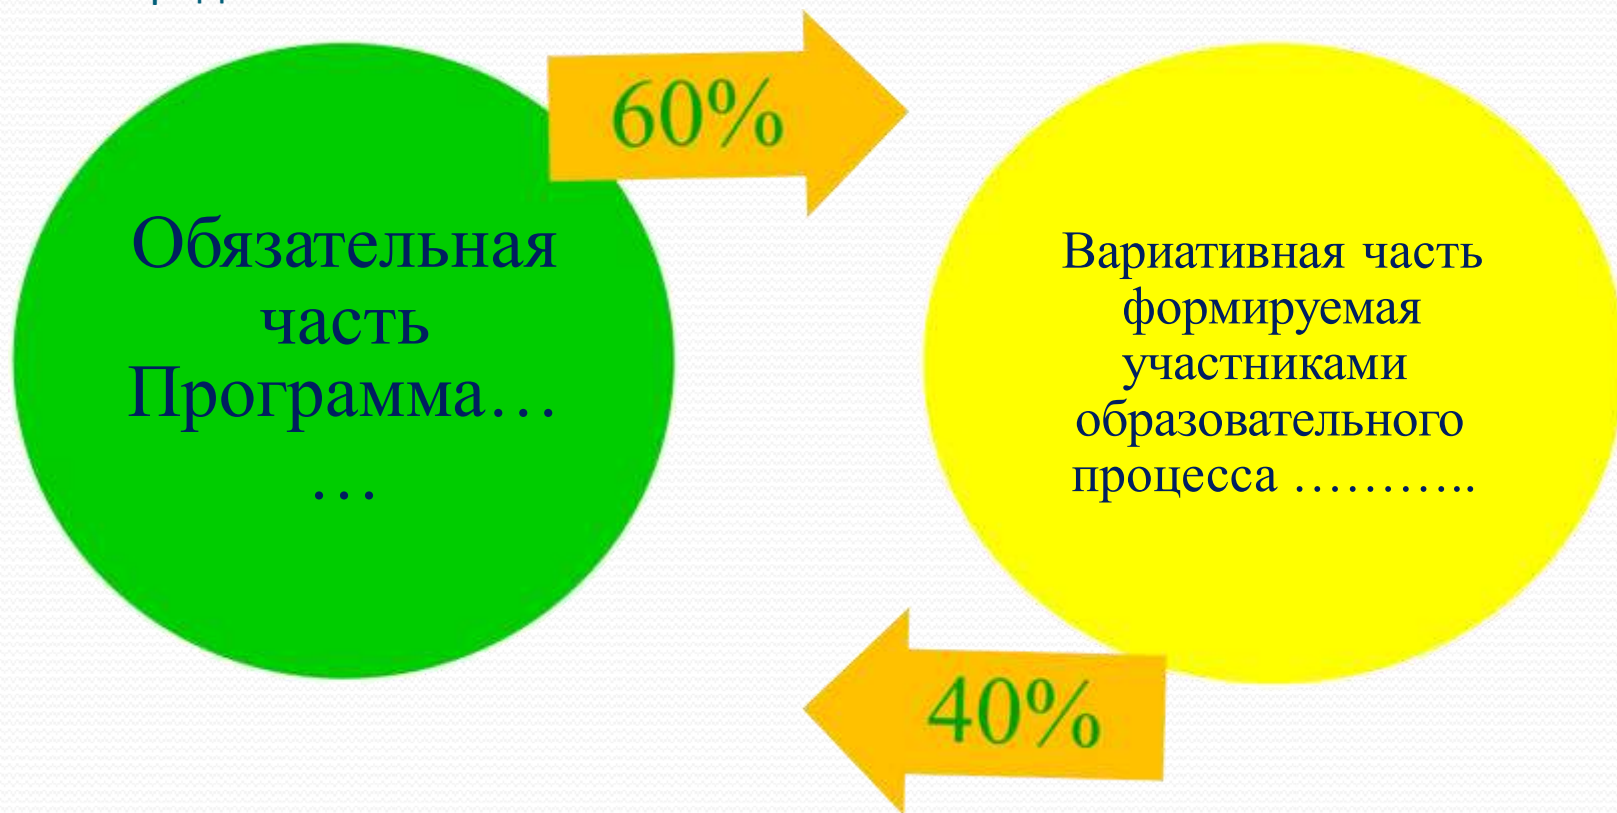 60%
Обязательная
часть
Программа…
…
Вариативная часть
формируемая
участниками
образовательного
процесса ………..
40%